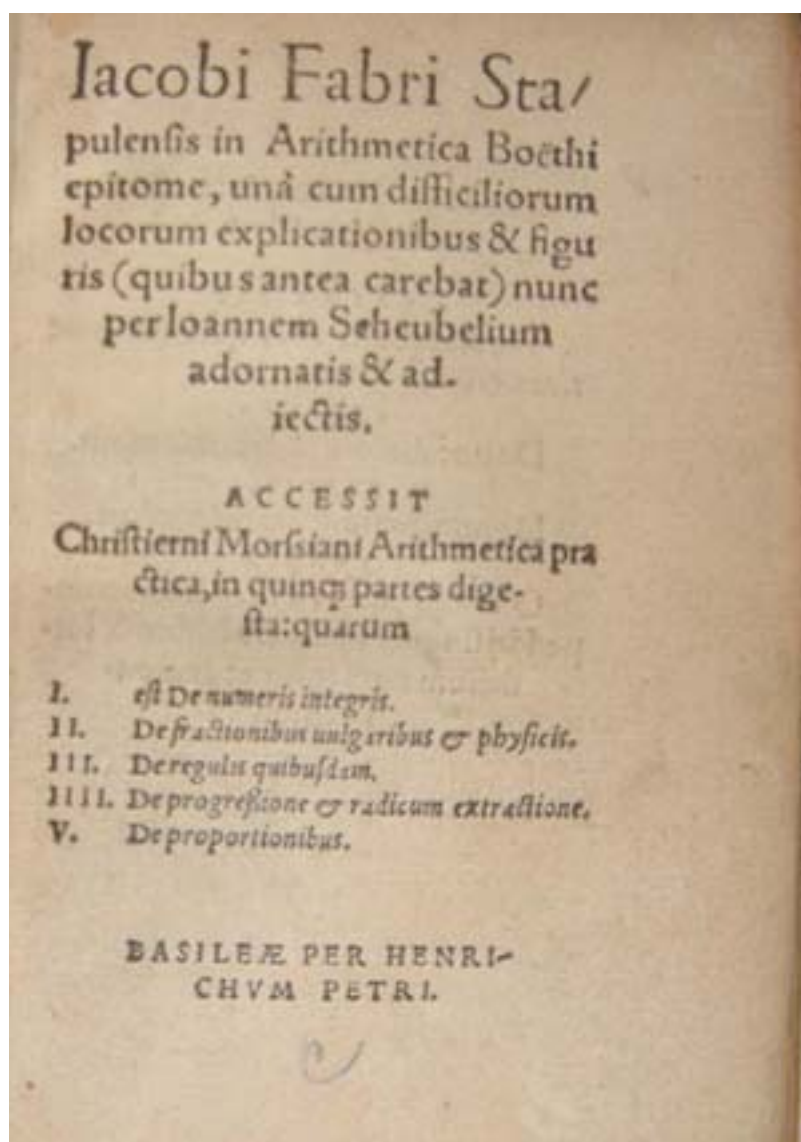 Iacobi Fabri Sta/
pulenſis in Arithmetica Boëthi
epitome, unà cum difficiliorum
locorum explicationibus & figu
ris (quibus antea carebat) nunc
per Ioannem Scheubelium
adornatis & ad-
iectis.
ACCESSIT
Chriſtierni Morſsiani Arithmetica pra
ctica, in quinqꝫ partes dige-
ſta: quarum
I. eſt De numeris integris.
II. De fractionibus uulgaribus & phyſicis.
III. De regulis quibuſdam.
IIII. De progreſsione & radicum extractione.
V. De proportionibus.
BASILEÆ PER HENRI-
CHVM PETRI.